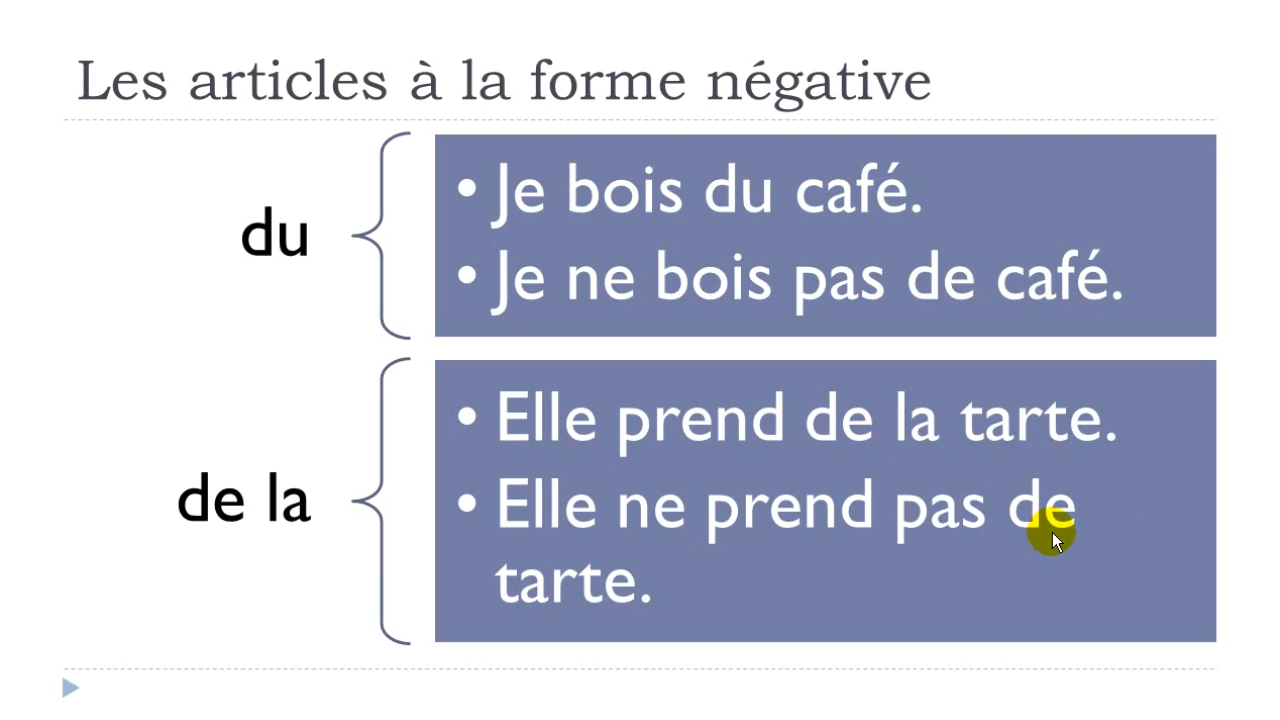 Les articles à la forme négative
du
• Je bois du café.
• Je ne bois pas de café.
de la
• Elle prend de la tarte.
• Elle ne prend pas de
tarte.